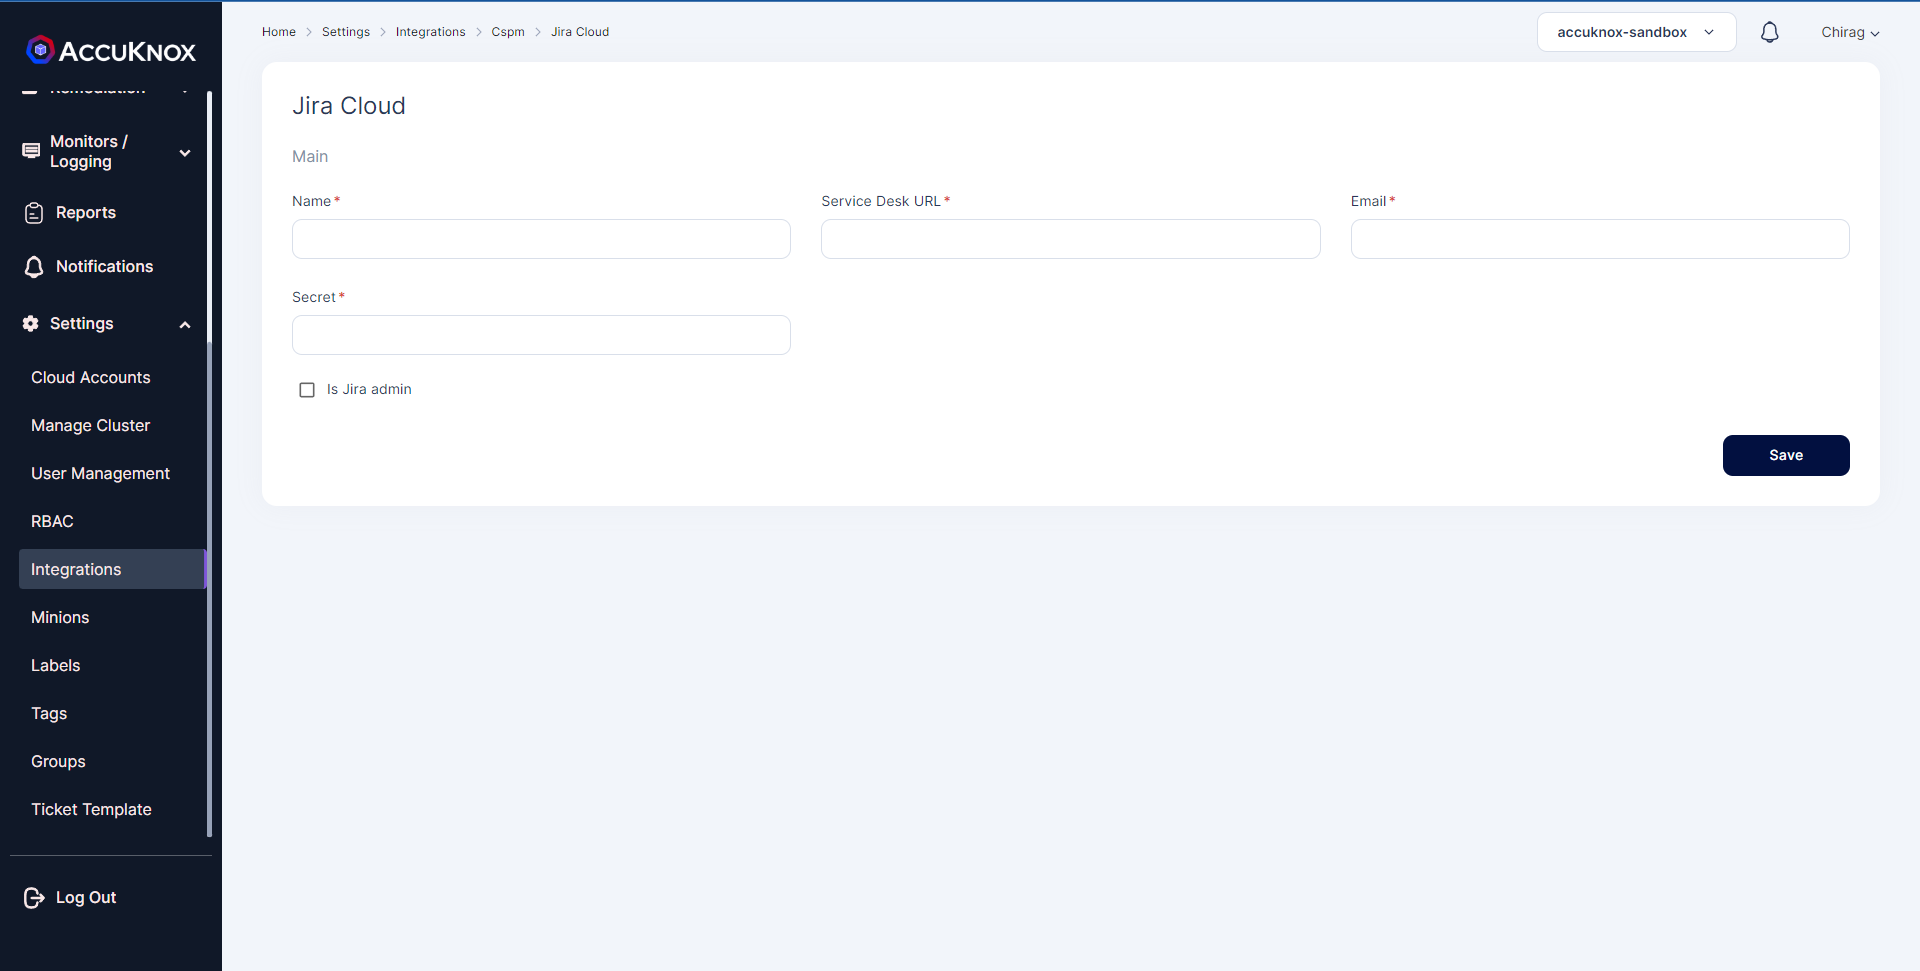 ACCUKNOX
Remediation
Monitors /
Logging
Reports
Notifications
Settings
Cloud Accounts
Manage Cluster
User Management
RBAC
Integrations
Minions
Labels
Tags
Groups
Ticket Template
Log Out
Home > Settings > Integrations > Cspm > Jira Cloud
accuknox-sandbox
Chirag
Jira Cloud
Main
Name * Service Desk URL * Email *
Secret *
Is Jira admin
Save